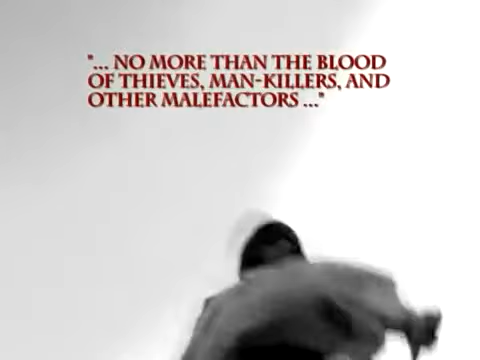 "... NO MORE THAN THE BLOOD
OF THIEVES, MAN-KILLERS, AND
OTHER MALEFACTORS ..."